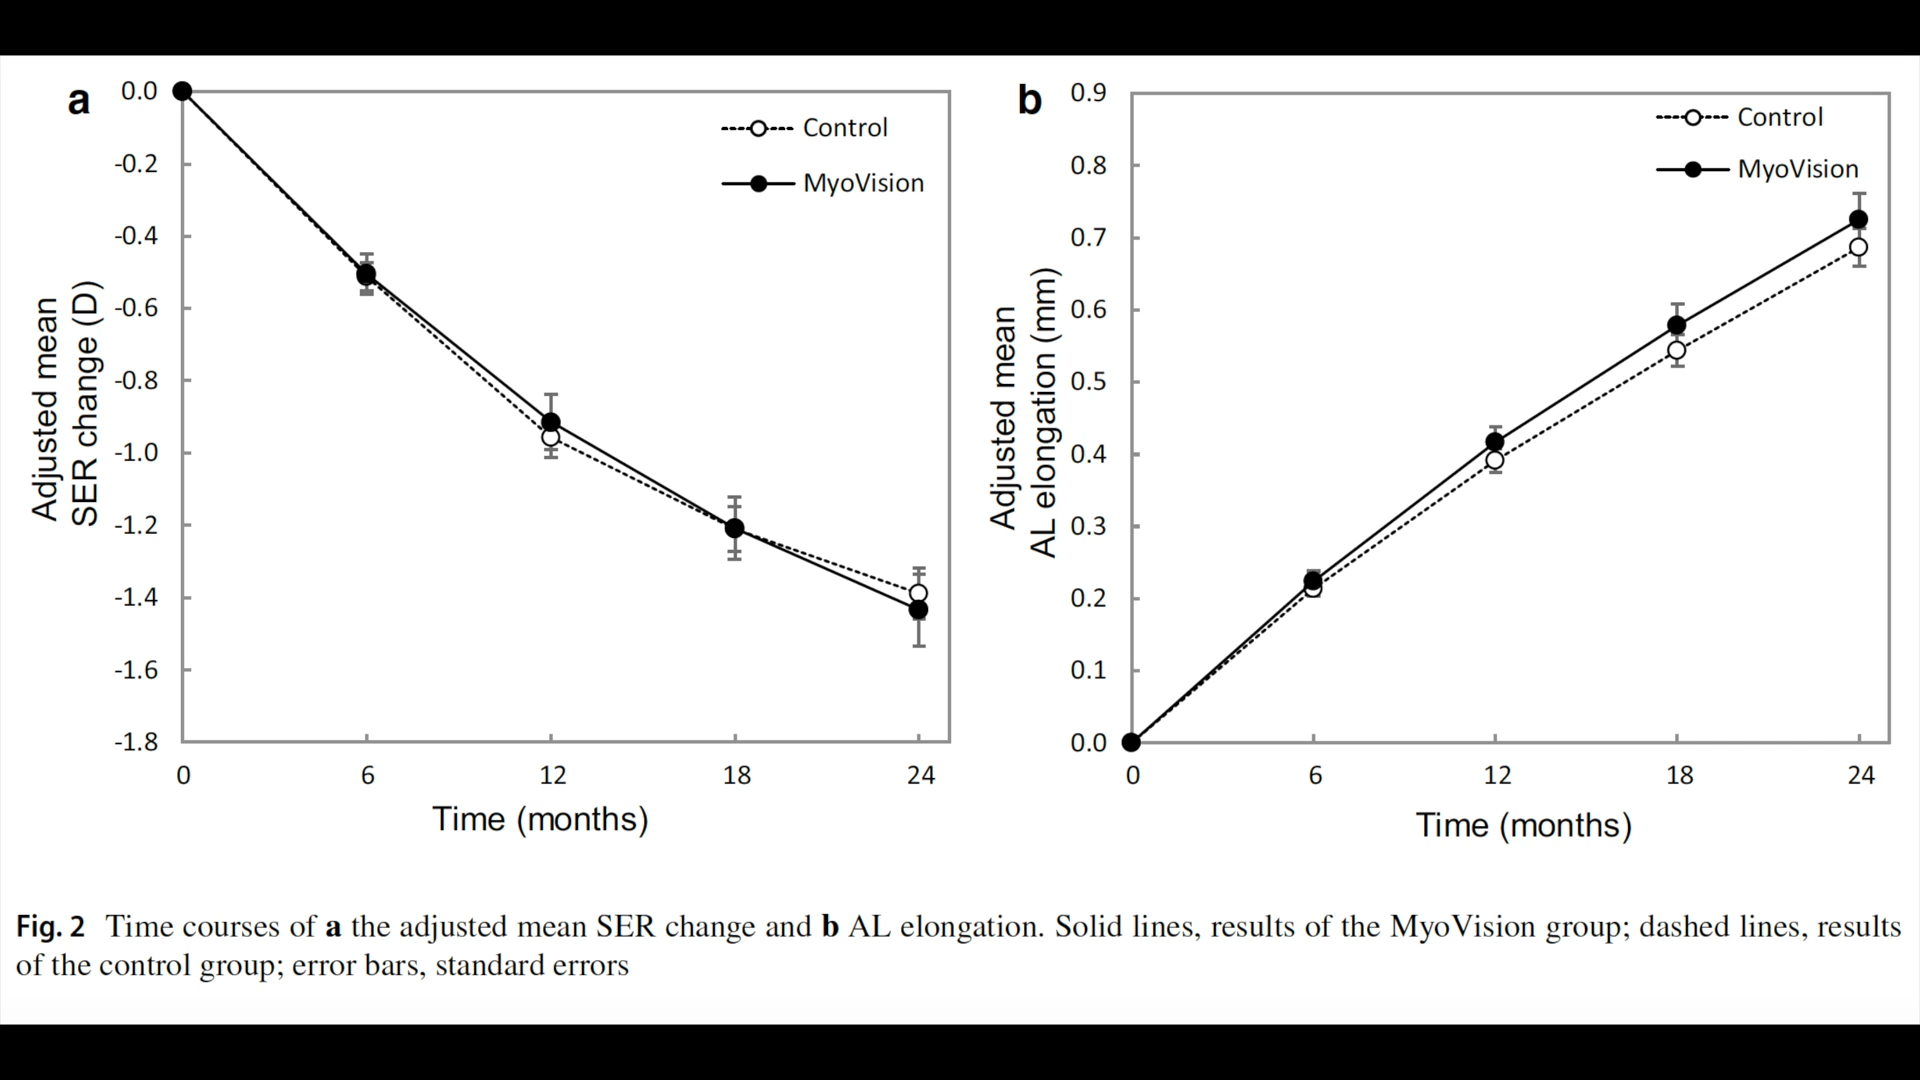 a
0.0
-0.2
-0.4
-0.6
-0.8
-1.0
-1.2
-1.4
-1.6
-1.8
Adjusted mean
SER change (D)
Control
MyoVision
0 6 12 18 24
Time (months)
b
0.9
0.8
0.7
0.6
0.5
0.4
0.3
0.2
0.1
0.0
Adjusted mean
AL elongation (mm)
Control
MyoVision
0 6 12 18 24
Time (months)
Fig. 2 Time courses of a the adjusted mean SER change and b AL elongation. Solid lines, results of the MyoVision group; dashed lines, results
of the control group; error bars, standard errors